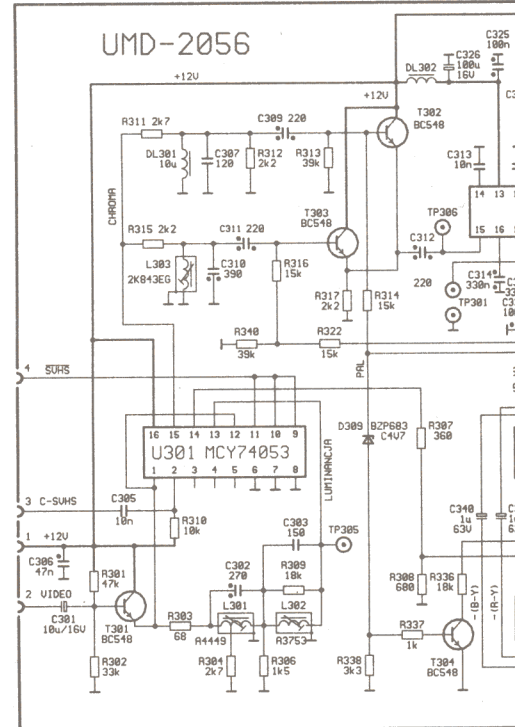 UMD-2056
C325
100n
C326
100u
16V
DL302
+12V
+12V
T302
BC548
R311 2k7
C309 220
DL301
10u
C307
120
R312
2k2
R313
39k
C313
10n
14 13
CHROMA
T303
BC548
TP306
R315 2k2
C311 220
15 16
C312
L303
2K843EG
C310
390
R316
15k
220
C314
330n
R317
2k2
R314
15k
TP301
R340
39k
R322
15k
PAL
4 SVHS
16 15 14 13 12 11 10 9
U301 MCY74053
1 2 3 4 5 6 7 8
D309 BZP683
C4V7
R307
360
LUMINANCJA
3 C-SVHS
C305
10n
R310
10k
C303
150
TP305
C340
1u
63V
1 +12V
C306
47n
R301
47k
C302
270
R309
18k
R308
680
R336
18k
-(B-Y)
-(R-Y)
2 VIDEO
C301
10u/16V
T301
BC548
R303
68
L301
R4449
L302
R3753
R337
1k
R302
33k
R304
2k7
R306
1k5
R338
3k3
T304
BC548